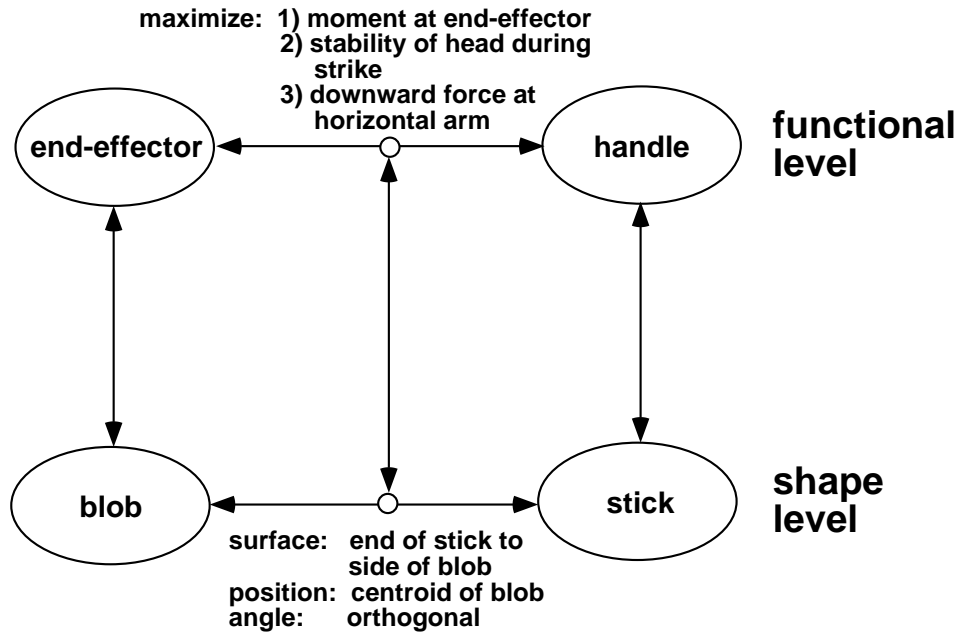 maximize: 1) moment at end-effector
2) stability of head during
strike
3) downward force at
horizontal arm
end-effector
handle
functional
level
blob
stick
shape
level
surface: end of stick to
side of blob
position: centroid of blob
angle: orthogonal